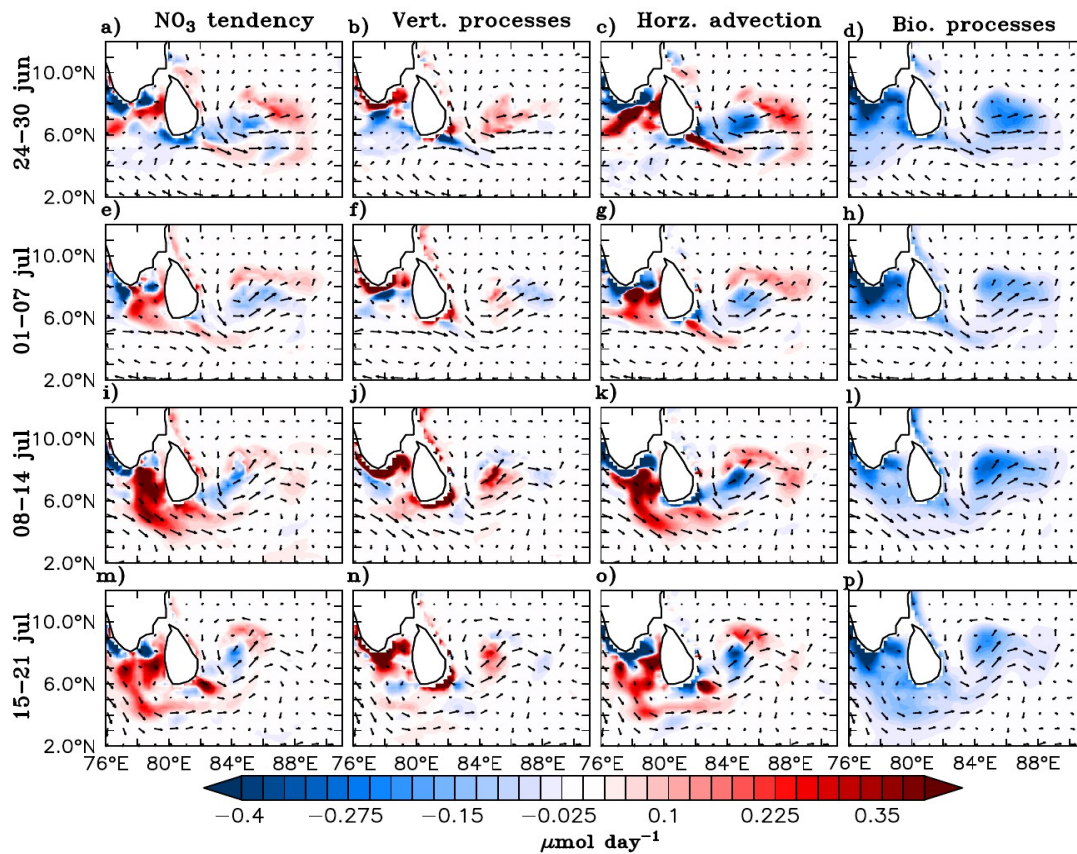 NO3 tendency Vert. processes Horz. advection Bio. processes
a) b) c) d)
24−30 jun
10.0°N
6.0°N
2.0°N
e) f) g) h)
01−07 jul
10.0°N
6.0°N
2.0°N
i) j) k) l)
08−14 jul
10.0°N
6.0°N
2.0°N
m) n) o) p)
15−21 jul
10.0°N
6.0°N
2.0°N
76°E 80°E 84°E 88°E 76°E 80°E 84°E 88°E 76°E 80°E 84°E 88°E 76°E 80°E 84°E 88°E
−0.4 −0.275 −0.15 −0.025 0.1 0.225 0.35
μmol day−1